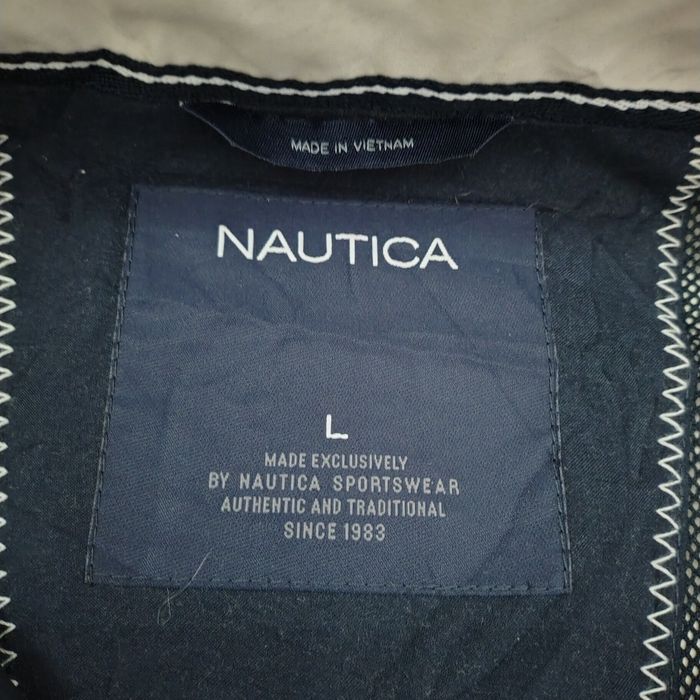 MADE IN VIETNAM
NAUTICA
L
MADE EXCLUSIVELY
BY NAUTICA SPORTSWEAR
AUTHENTIC AND TRADITIONAL
SINCE 1983